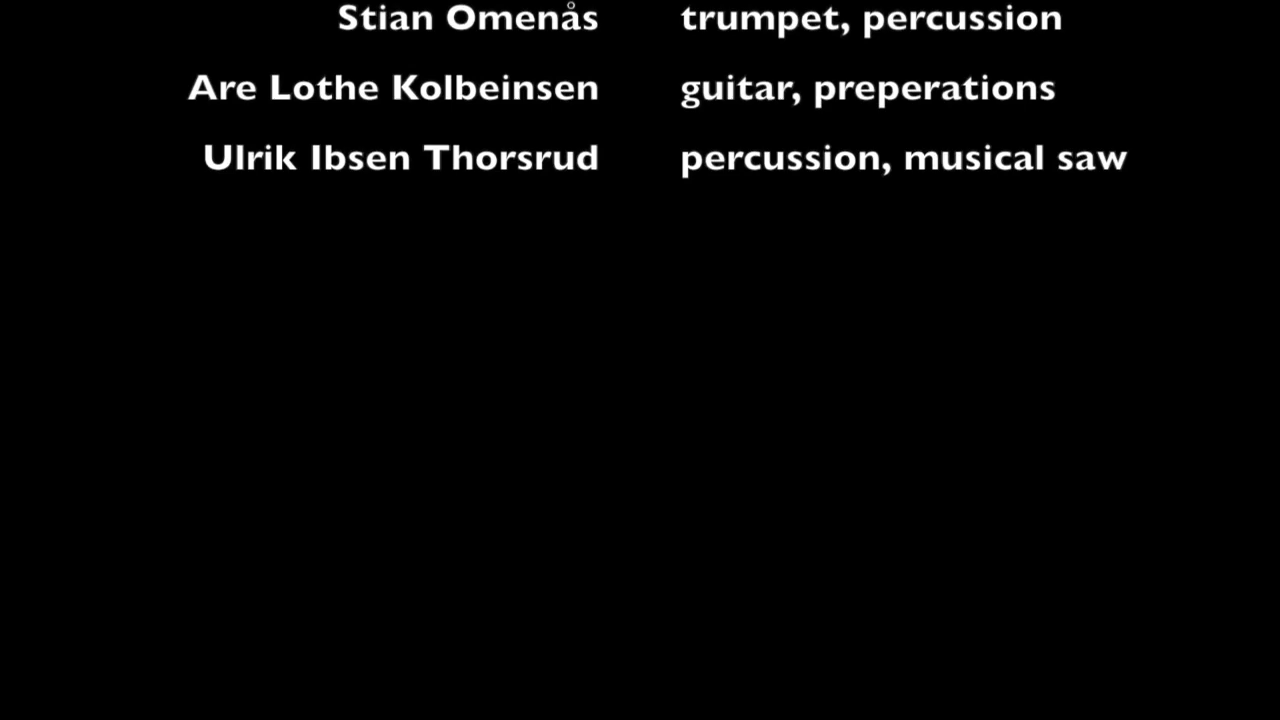 Stian Omenås trumpet, percussion
Are Lothe Kolbeinsen guitar, preperations
Ulrik Ibsen Thorsrud percussion, musical saw